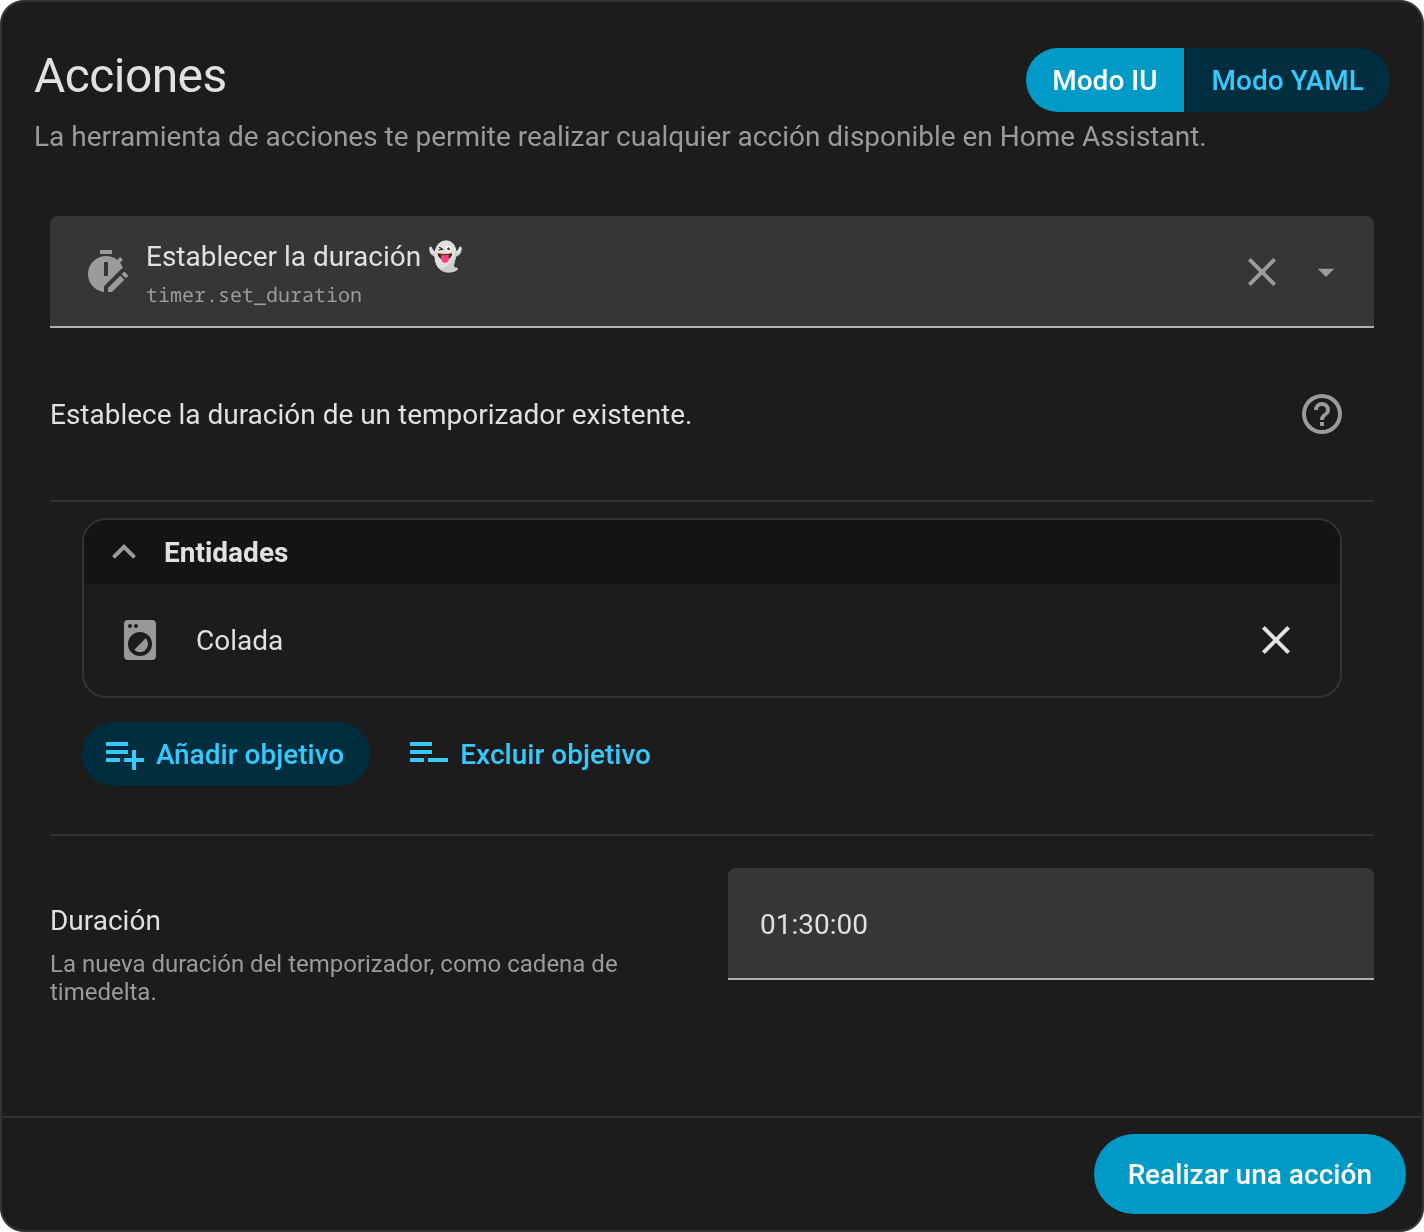 Acciones
Modo IU
Modo YAML
La herramienta de acciones te permite realizar cualquier acción disponible en Home Assistant.
Establecer la duración 👻
timer.set_duration
Establece la duración de un temporizador existente.
Entidades
Colada
Añadir objetivo
Excluir objetivo
Duración
01:30:00
La nueva duración del temporizador, como cadena de
timedelta.
Realizar una acción